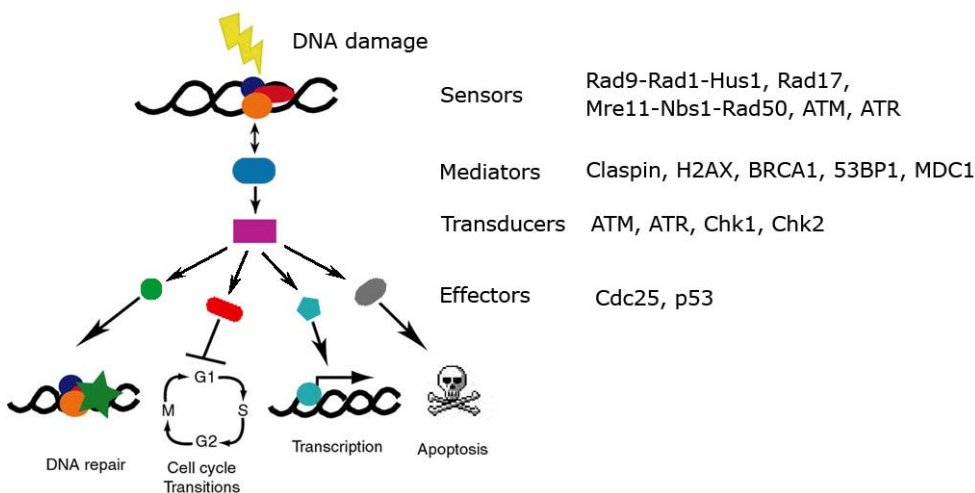 DNA damage
Sensors
Rad9-Rad1-Hus1, Rad17,
Mre11-Nbs1-Rad50, ATM, ATR
Mediators
Claspin, H2AX, BRCA1, 53BP1, MDC1
Transducers
ATM, ATR, Chk1, Chk2
Effectors
Cdc25, p53
G1
M
S
G2
DNA repair
Cell cycle
Transitions
Transcription
Apoptosis